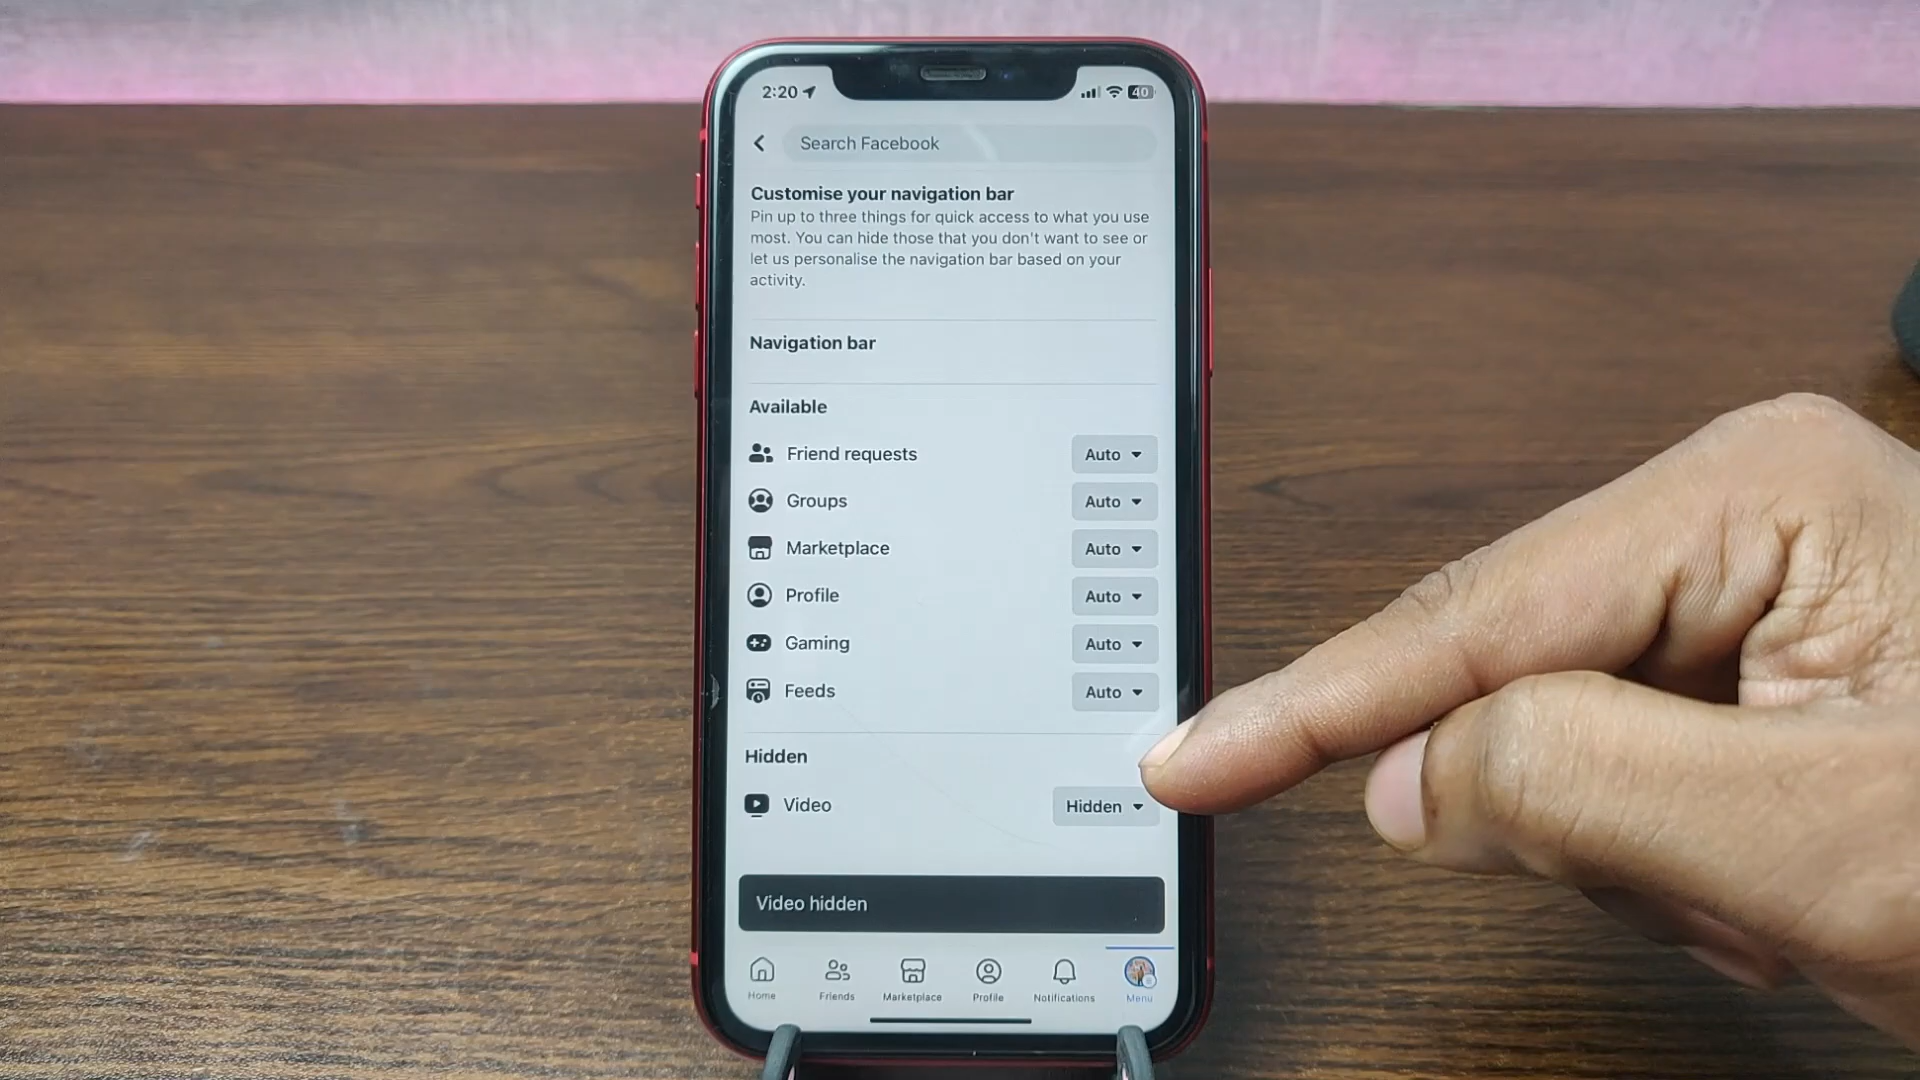 2:20
40
Search Facebook
Customise your navigation bar
Pin up to three things for quick access to what you use
most. You can hide those that you don't want to see or
let us personalise the navigation bar based on your
activity.
Navigation bar
Available
Friend requests Auto
Groups Auto
Marketplace Auto
Profile Auto
Gaming Auto
Feeds Auto
Hidden
Video Hidden
Video hidden
Home Friends Marketplace Profile Notifications Menu